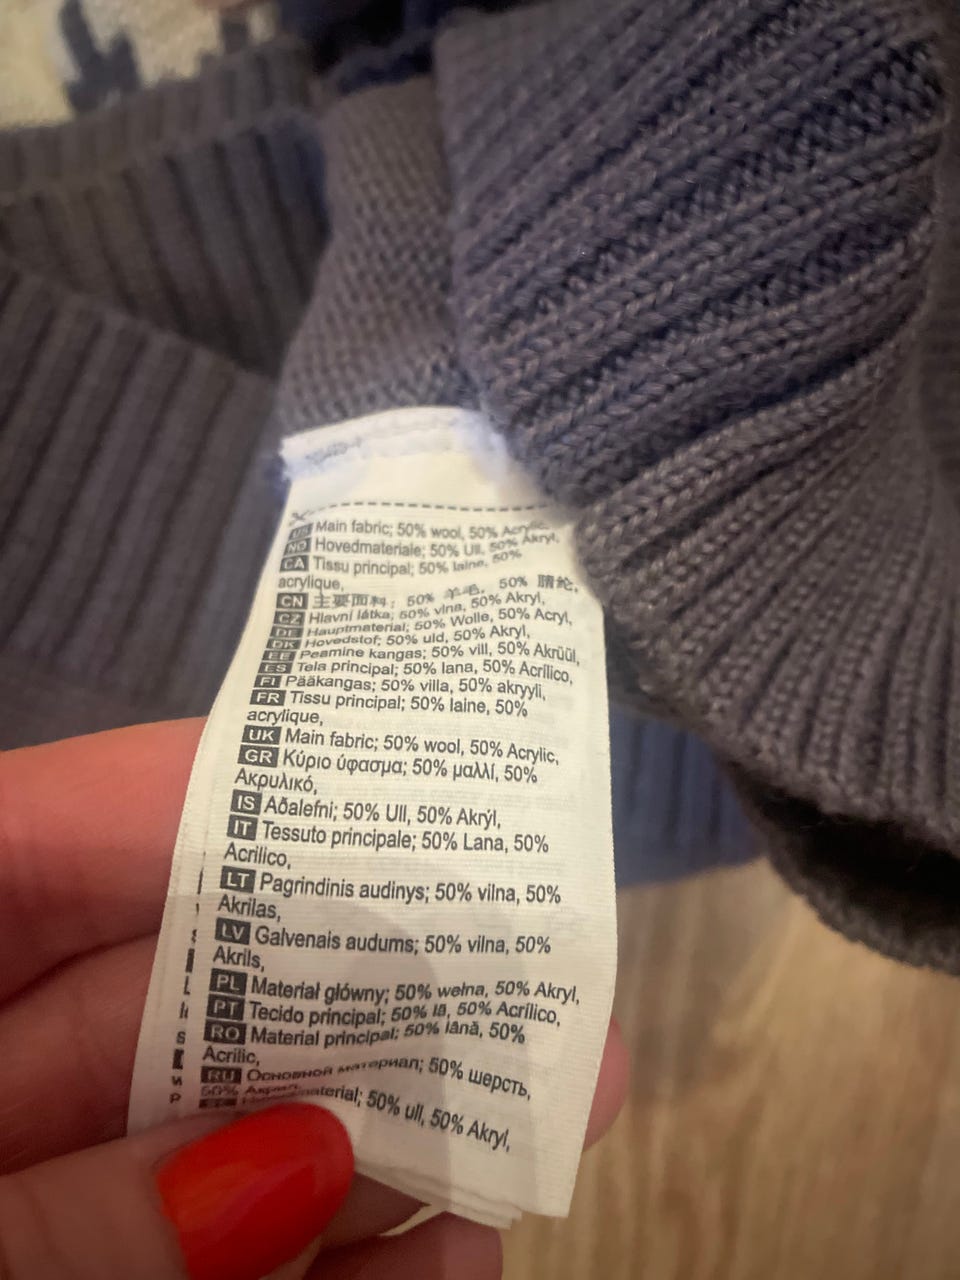 US Main fabric; 50% wool, 50% Acrylic,
NO Hovedmateriale; 50% Ull, 50% Akryl,
CA Tissu principal; 50% laine, 50%
acrylique,
CN 主要面料; 50% 羊毛, 50% 腈纶,
CZ Hlavní látka; 50% vlna, 50% Akryl,
DE Hauptmaterial; 50% Wolle, 50% Acryl,
DK Hovedstof; 50% uld, 50% Akryl,
EE Peamine kangas; 50% vill, 50% Akrüül,
ES Tela principal; 50% lana, 50% Acrílico,
FI Pääkangas; 50% villa, 50% akryyli,
FR Tissu principal; 50% laine, 50%
acrylique,
UK Main fabric; 50% wool, 50% Acrylic,
GR Κύριο ύφασμα; 50% μαλλί, 50%
Ακρυλικό,
IS Aðalefni; 50% Ull, 50% Akrýl,
IT Tessuto principale; 50% Lana, 50%
Acrilico,
LT Pagrindinis audinys; 50% vilna, 50%
Akrilas,
LV Galvenais audums; 50% vilna, 50%
Akrils,
PL Materiał główny; 50% wełna, 50% Akryl,
PT Tecido principal; 50% lã, 50% Acrílico,
RO Material principal; 50% lână, 50%
Acrilic,
RU Основной материал; 50% шерсть,
50% Акрил,
material; 50% ull, 50% Akryl,